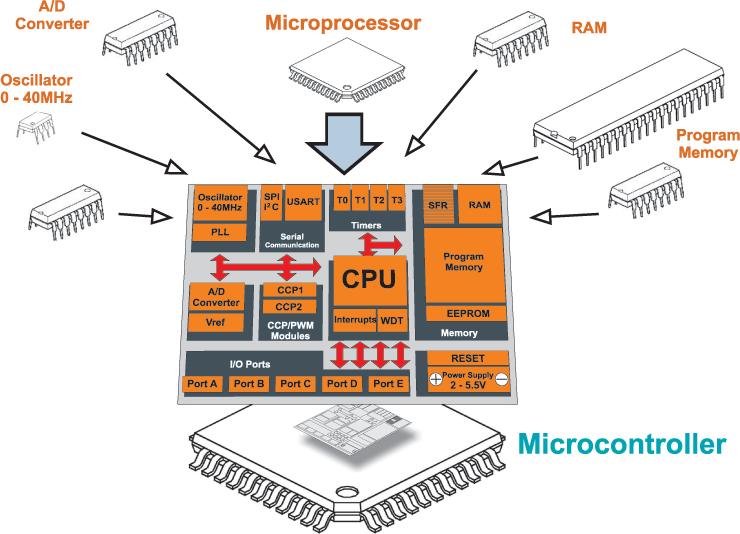 A/D
Converter
Microprocessor
RAM
Oscillator
0 - 40MHz
Program
Memory
Oscillator
0 - 40MHz
PLL
SPI
I²C
USART
Serial
Communication
T0
T1
T2
T3
Timers
SFR
RAM
Program
Memory
EEPROM
Memory
A/D
Converter
Vref
CCP1
CCP2
CCP/PWM
Modules
CPU
Interrupts
WDT
I/O Ports
Port A
Port B
Port C
Port D
Port E
RESET
+
Power Supply
2 - 5.5V
−
Microcontroller